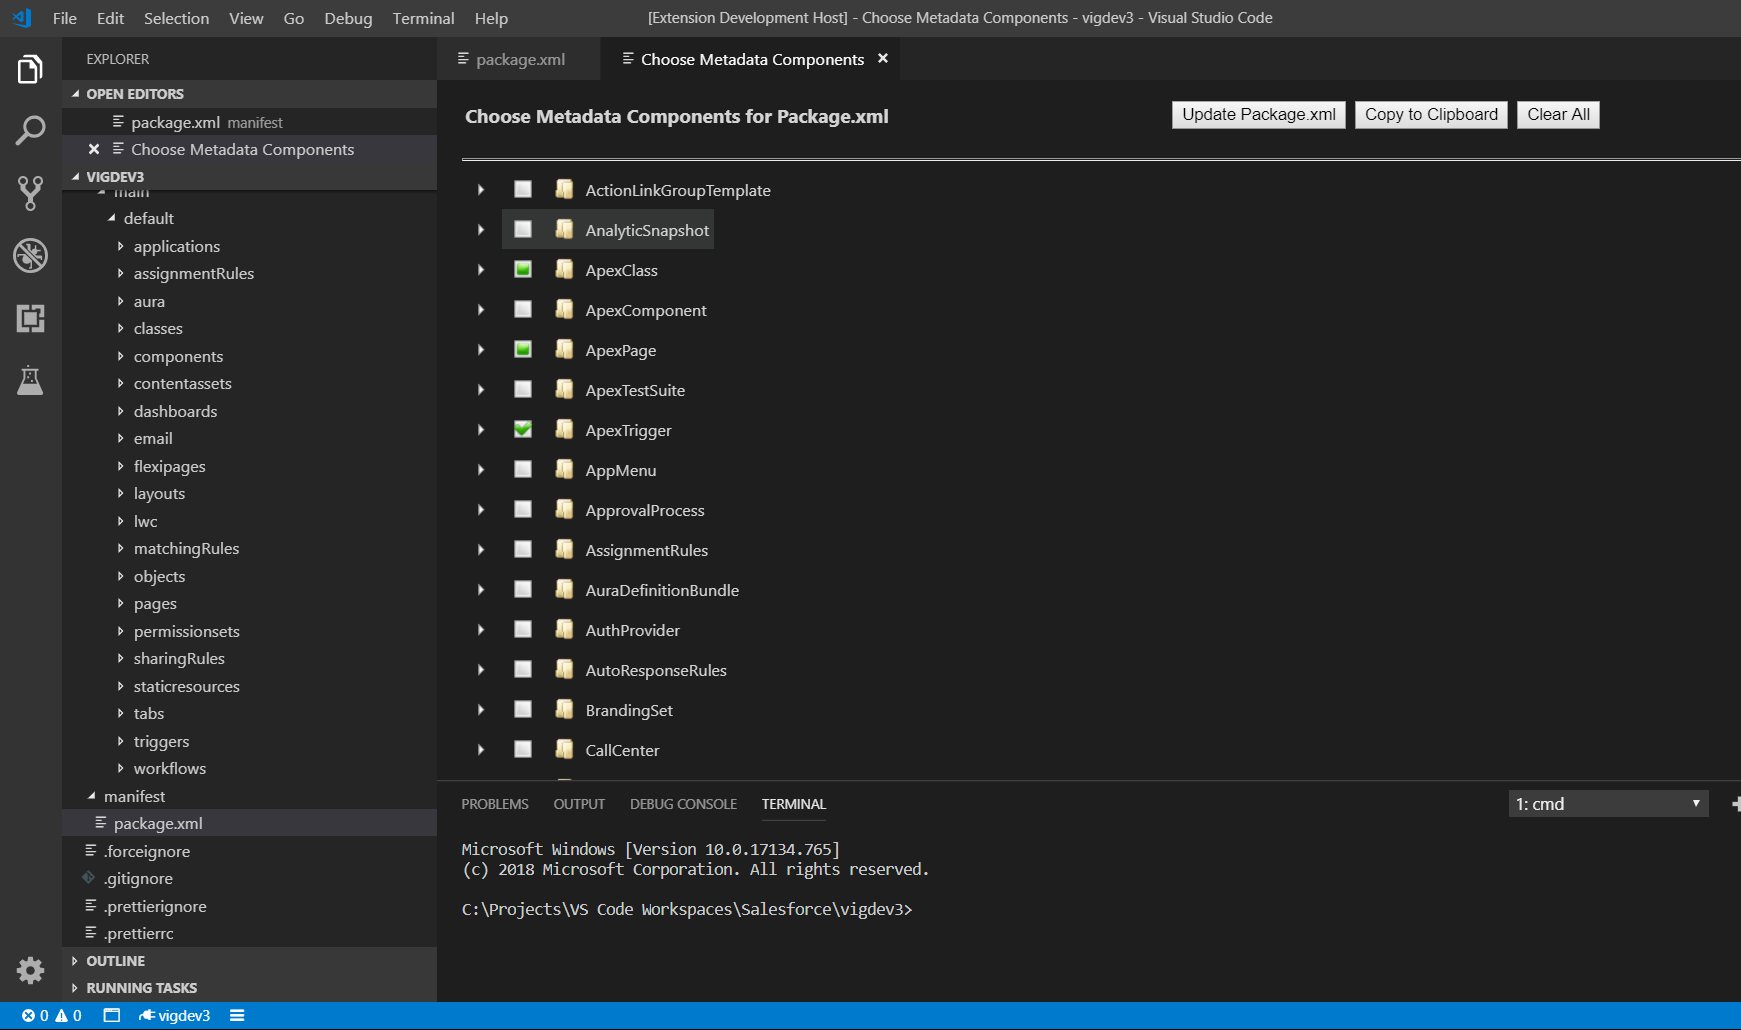 File Edit Selection View Go Debug Terminal Help [Extension Development Host] - Choose Metadata Components - vigdev3 - Visual Studio Code
EXPLORER
OPEN EDITORS
package.xml manifest
Choose Metadata Components
VIGDEV3
main
default
applications
assignmentRules
aura
classes
components
contentassets
dashboards
email
flexipages
layouts
lwc
matchingRules
objects
pages
permissionsets
sharingRules
staticresources
tabs
triggers
workflows
manifest
package.xml
.forceignore
.gitignore
.prettierignore
.prettierrc
OUTLINE
RUNNING TASKS
package.xml Choose Metadata Components
Choose Metadata Components for Package.xml Update Package.xml Copy to Clipboard Clear All
ActionLinkGroupTemplate
AnalyticSnapshot
ApexClass
ApexComponent
ApexPage
ApexTestSuite
ApexTrigger
AppMenu
ApprovalProcess
AssignmentRules
AuraDefinitionBundle
AuthProvider
AutoResponseRules
BrandingSet
CallCenter
PROBLEMS OUTPUT DEBUG CONSOLE TERMINAL 1: cmd
Microsoft Windows [Version 10.0.17134.765]
(c) 2018 Microsoft Corporation. All rights reserved.
C:\Projects\VS Code Workspaces\Salesforce\vigdev3>
0 0 vigdev3